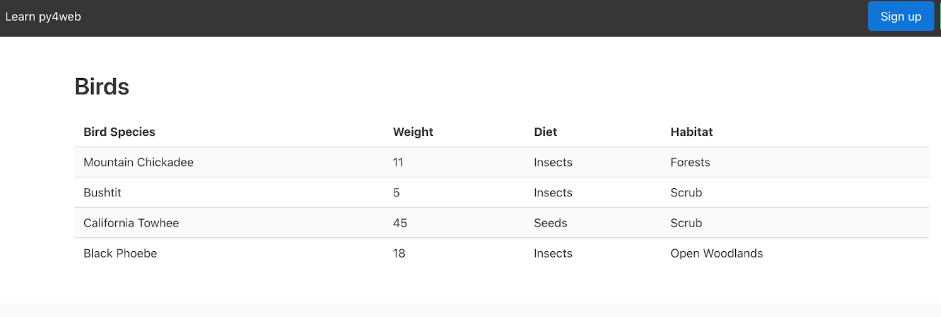 Learn py4web Sign up
Birds
Bird Species Weight Diet Habitat
Mountain Chickadee 11 Insects Forests
Bushtit 5 Insects Scrub
California Towhee 45 Seeds Scrub
Black Phoebe 18 Insects Open Woodlands